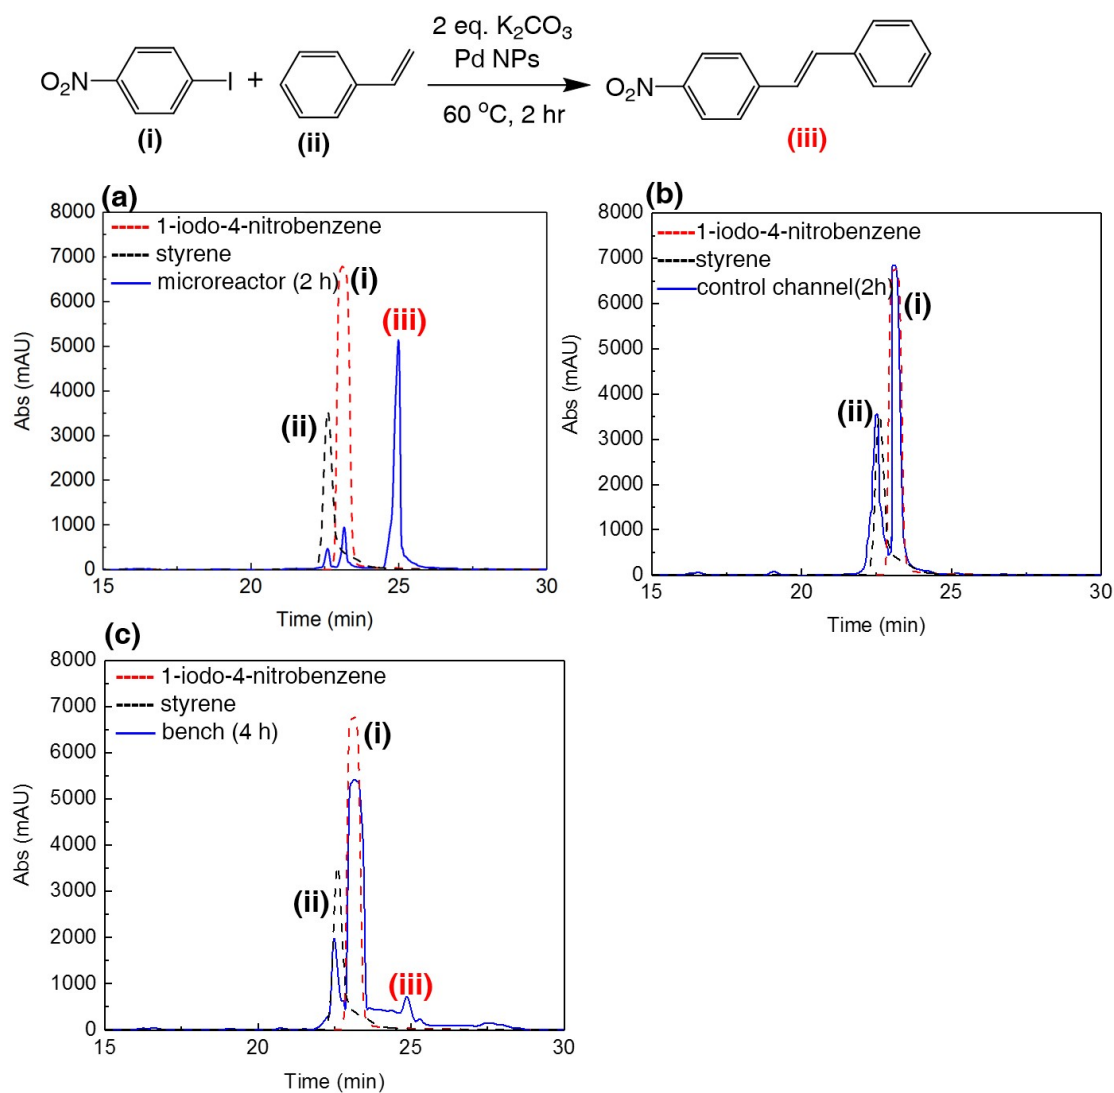 2 eq. K₂CO₃
Pd NPs
60 °C, 2 hr
O₂N
I
+
O₂N
(i)
(ii)
(iii)
(a)
8000
7000
6000
5000
4000
3000
2000
1000
0
Abs (mAU)
1-iodo-4-nitrobenzene
styrene
microreactor (2 h)
(i)
(iii)
(ii)
15
20
25
30
Time (min)
(b)
8000
7000
6000
5000
4000
3000
2000
1000
0
Abs (mAU)
1-iodo-4-nitrobenzene
styrene
control channel(2h)
(i)
(ii)
15
20
25
30
Time (min)
(c)
8000
7000
6000
5000
4000
3000
2000
1000
0
Abs (mAU)
1-iodo-4-nitrobenzene
styrene
bench (4 h)
(i)
(ii)
(iii)
15
20
25
30
Time (min)